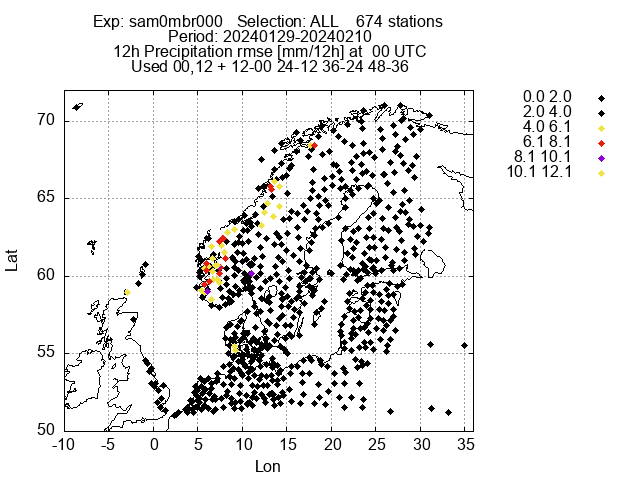 Exp: sam0mbr000 Selection: ALL 674 stations
Period: 20240129-20240210
12h Precipitation rmse [mm/12h] at 00 UTC
Used 00,12 + 12-00 24-12 36-24 48-36
0.0 2.0
2.0 4.0
4.0 6.1
6.1 8.1
8.1 10.1
10.1 12.1
70
65
60
55
50
Lat
-10 -5 0 5 10 15 20 25 30 35
Lon